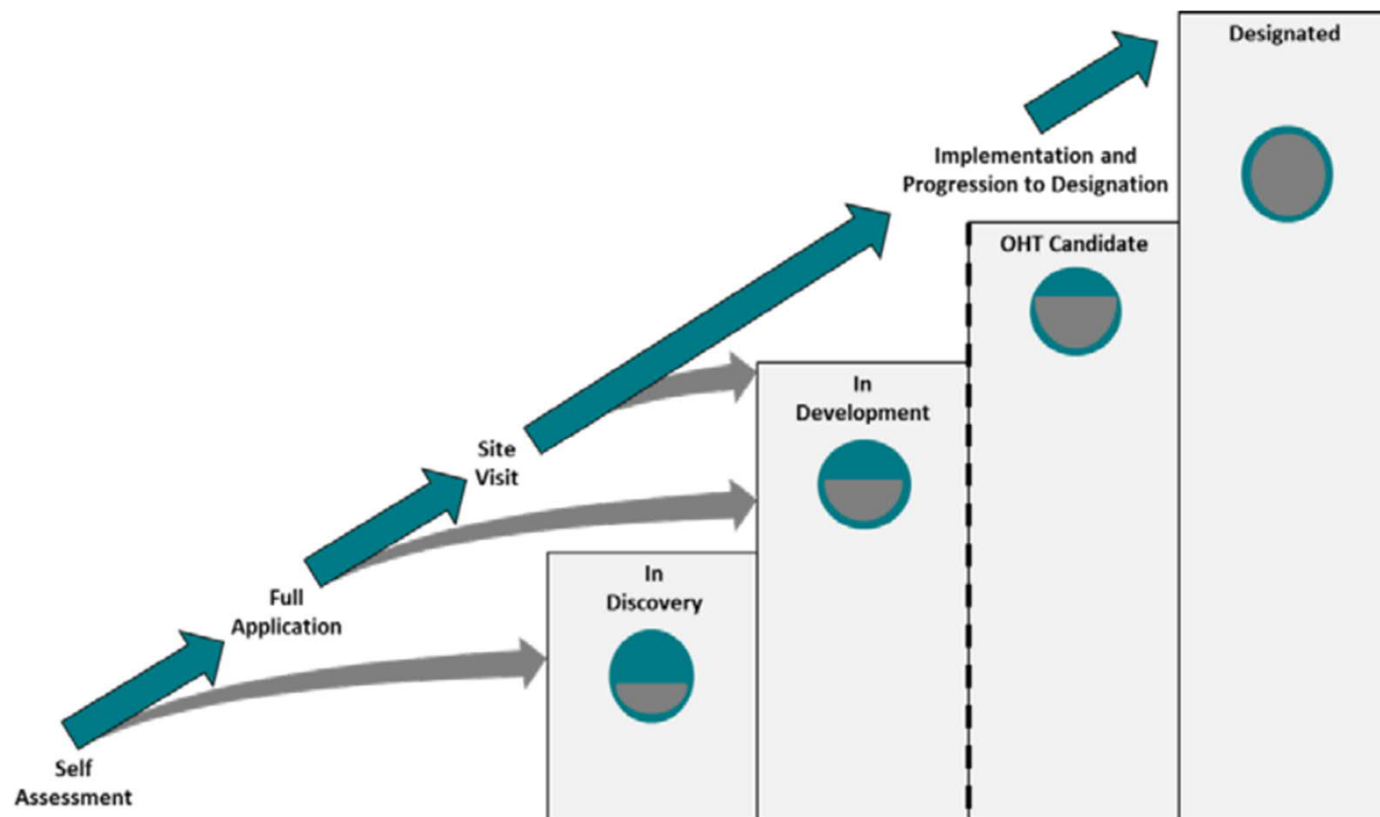 Designated
Implementation and
Progression to Designation
OHT Candidate
In
Development
Site
Visit
In
Discovery
Full
Application
Self
Assessment